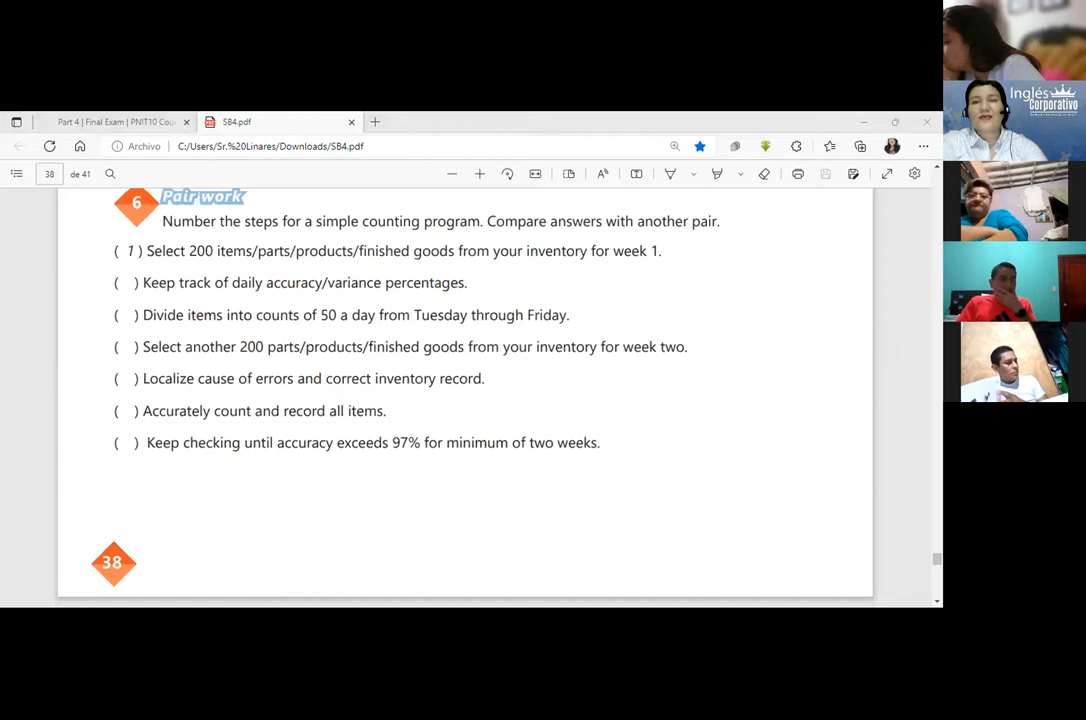 Part 4 | Final Exam | PNIT10 Cou
SB4.pdf
Archivo
C:/Users/Sr.%20Linares/Downloads/SB4.pdf
38
de 41
6
Pair work
Number the steps for a simple counting program. Compare answers with another pair.
( 1 ) Select 200 items/parts/products/finished goods from your inventory for week 1.
( ) Keep track of daily accuracy/variance percentages.
( ) Divide items into counts of 50 a day from Tuesday through Friday.
( ) Select another 200 parts/products/finished goods from your inventory for week two.
( ) Localize cause of errors and correct inventory record.
( ) Accurately count and record all items.
( ) Keep checking until accuracy exceeds 97% for minimum of two weeks.
38
Inglés
Corporativo